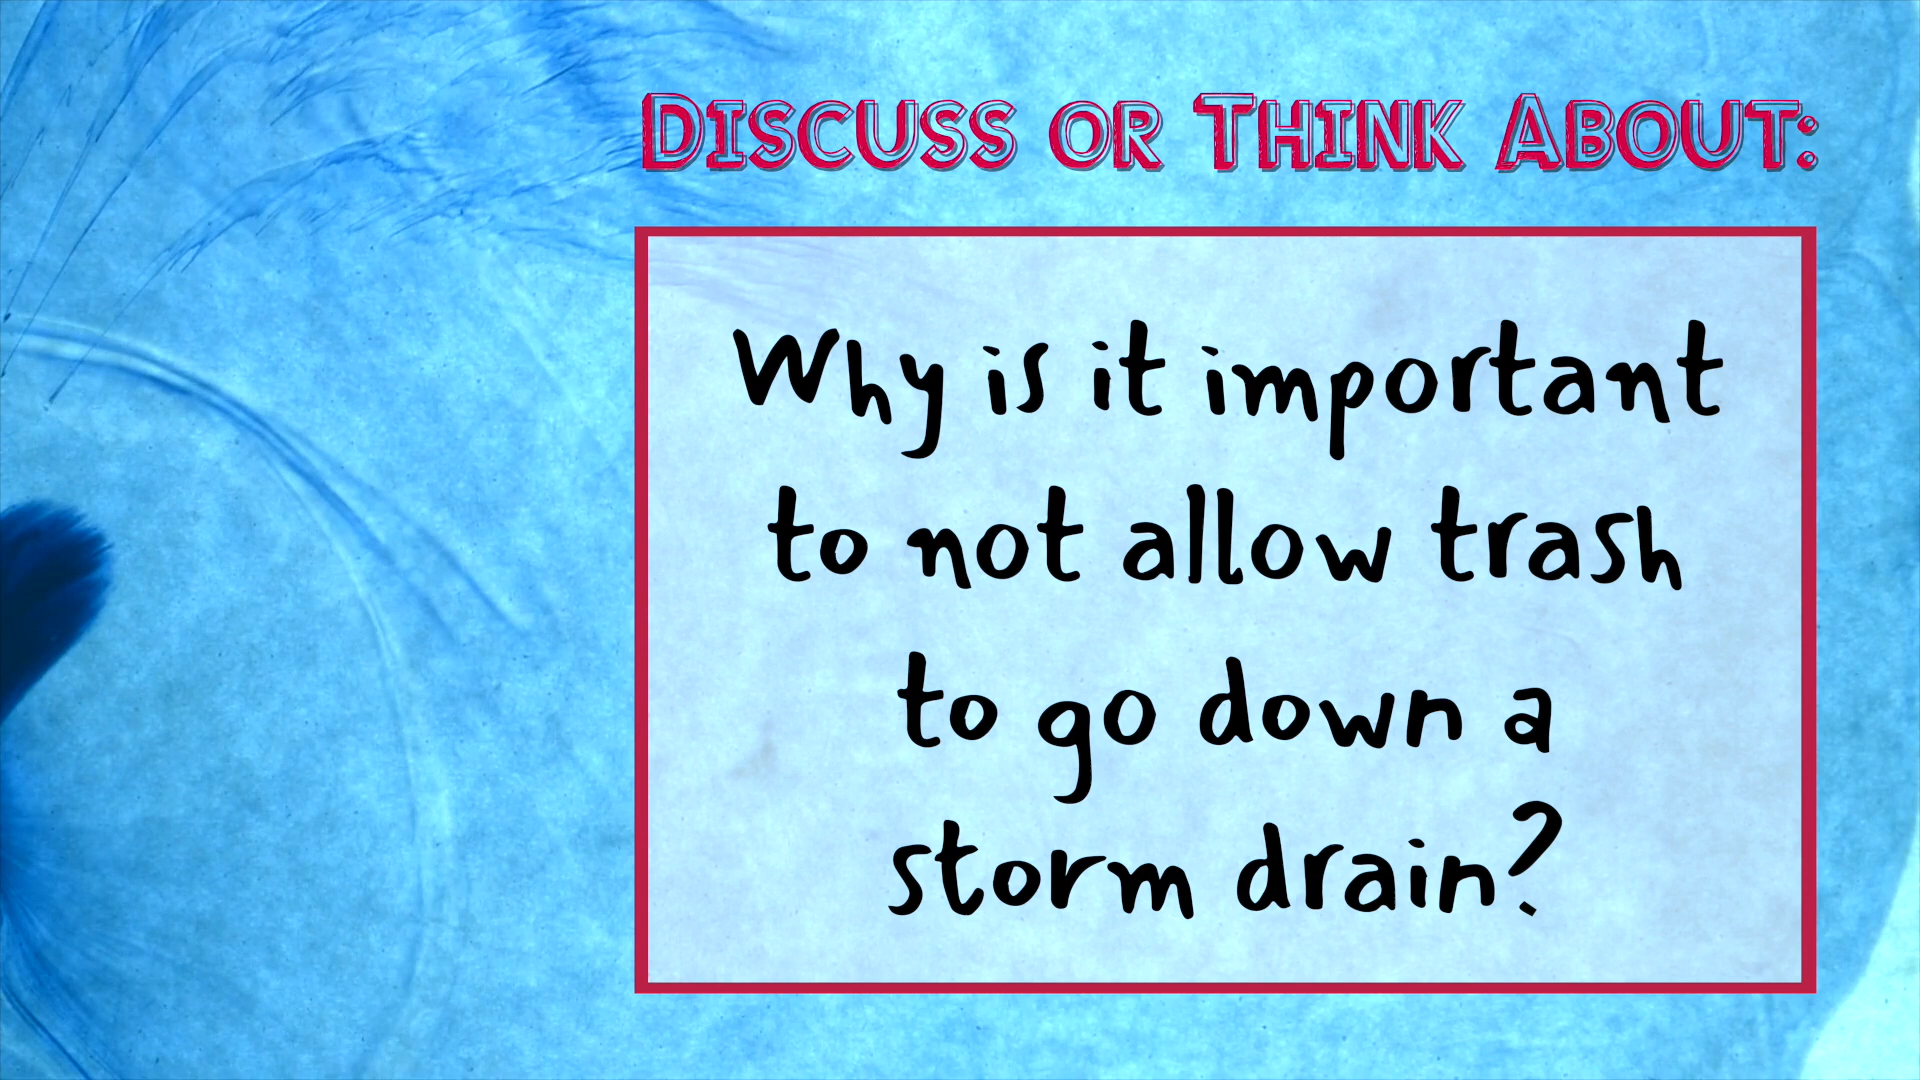 Discuss or Think About:
Why is it important
to not allow trash
to go down a
storm drain?